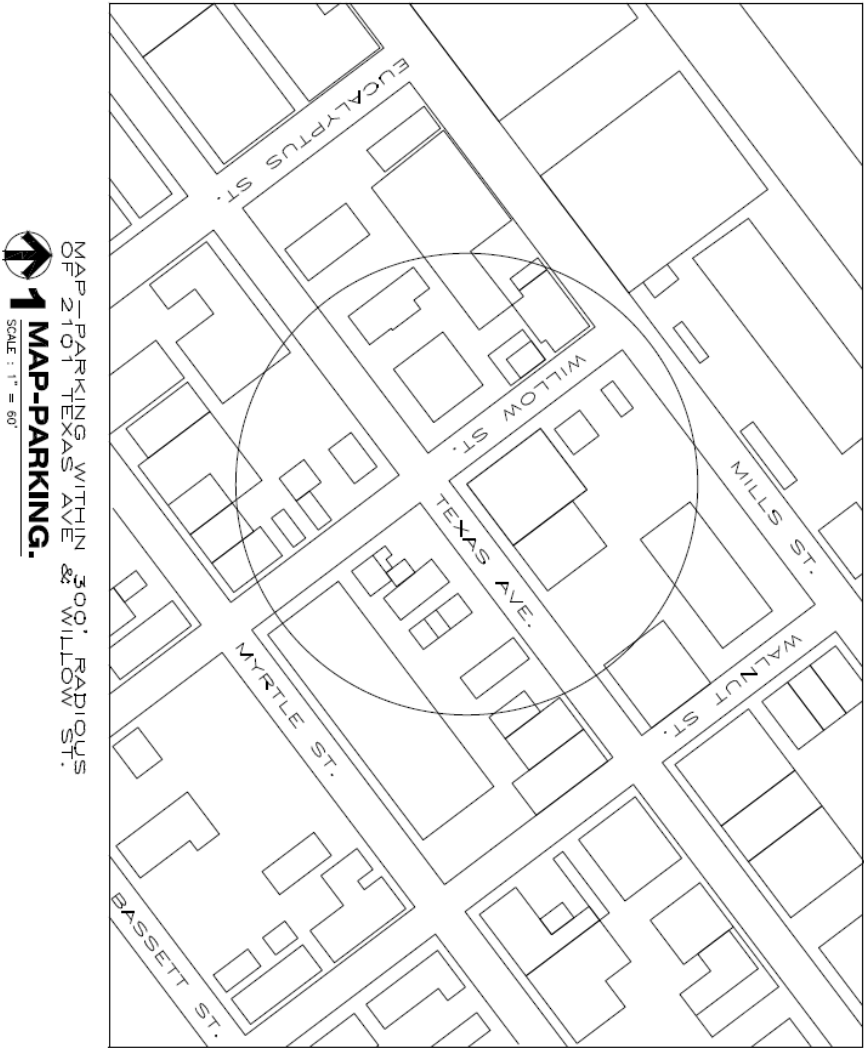 EUCALYPTUS ST.
WILLOW ST.
MILLS ST.
TEXAS AVE.
WALNUT ST.
MYRTLE ST.
BASSETT ST.
1 MAP-PARKING.
SCALE : 1" = 60'
MAP-PARKING WITHIN 300' RADIOUS
OF 2101 TEXAS AVE & WILLOW ST.